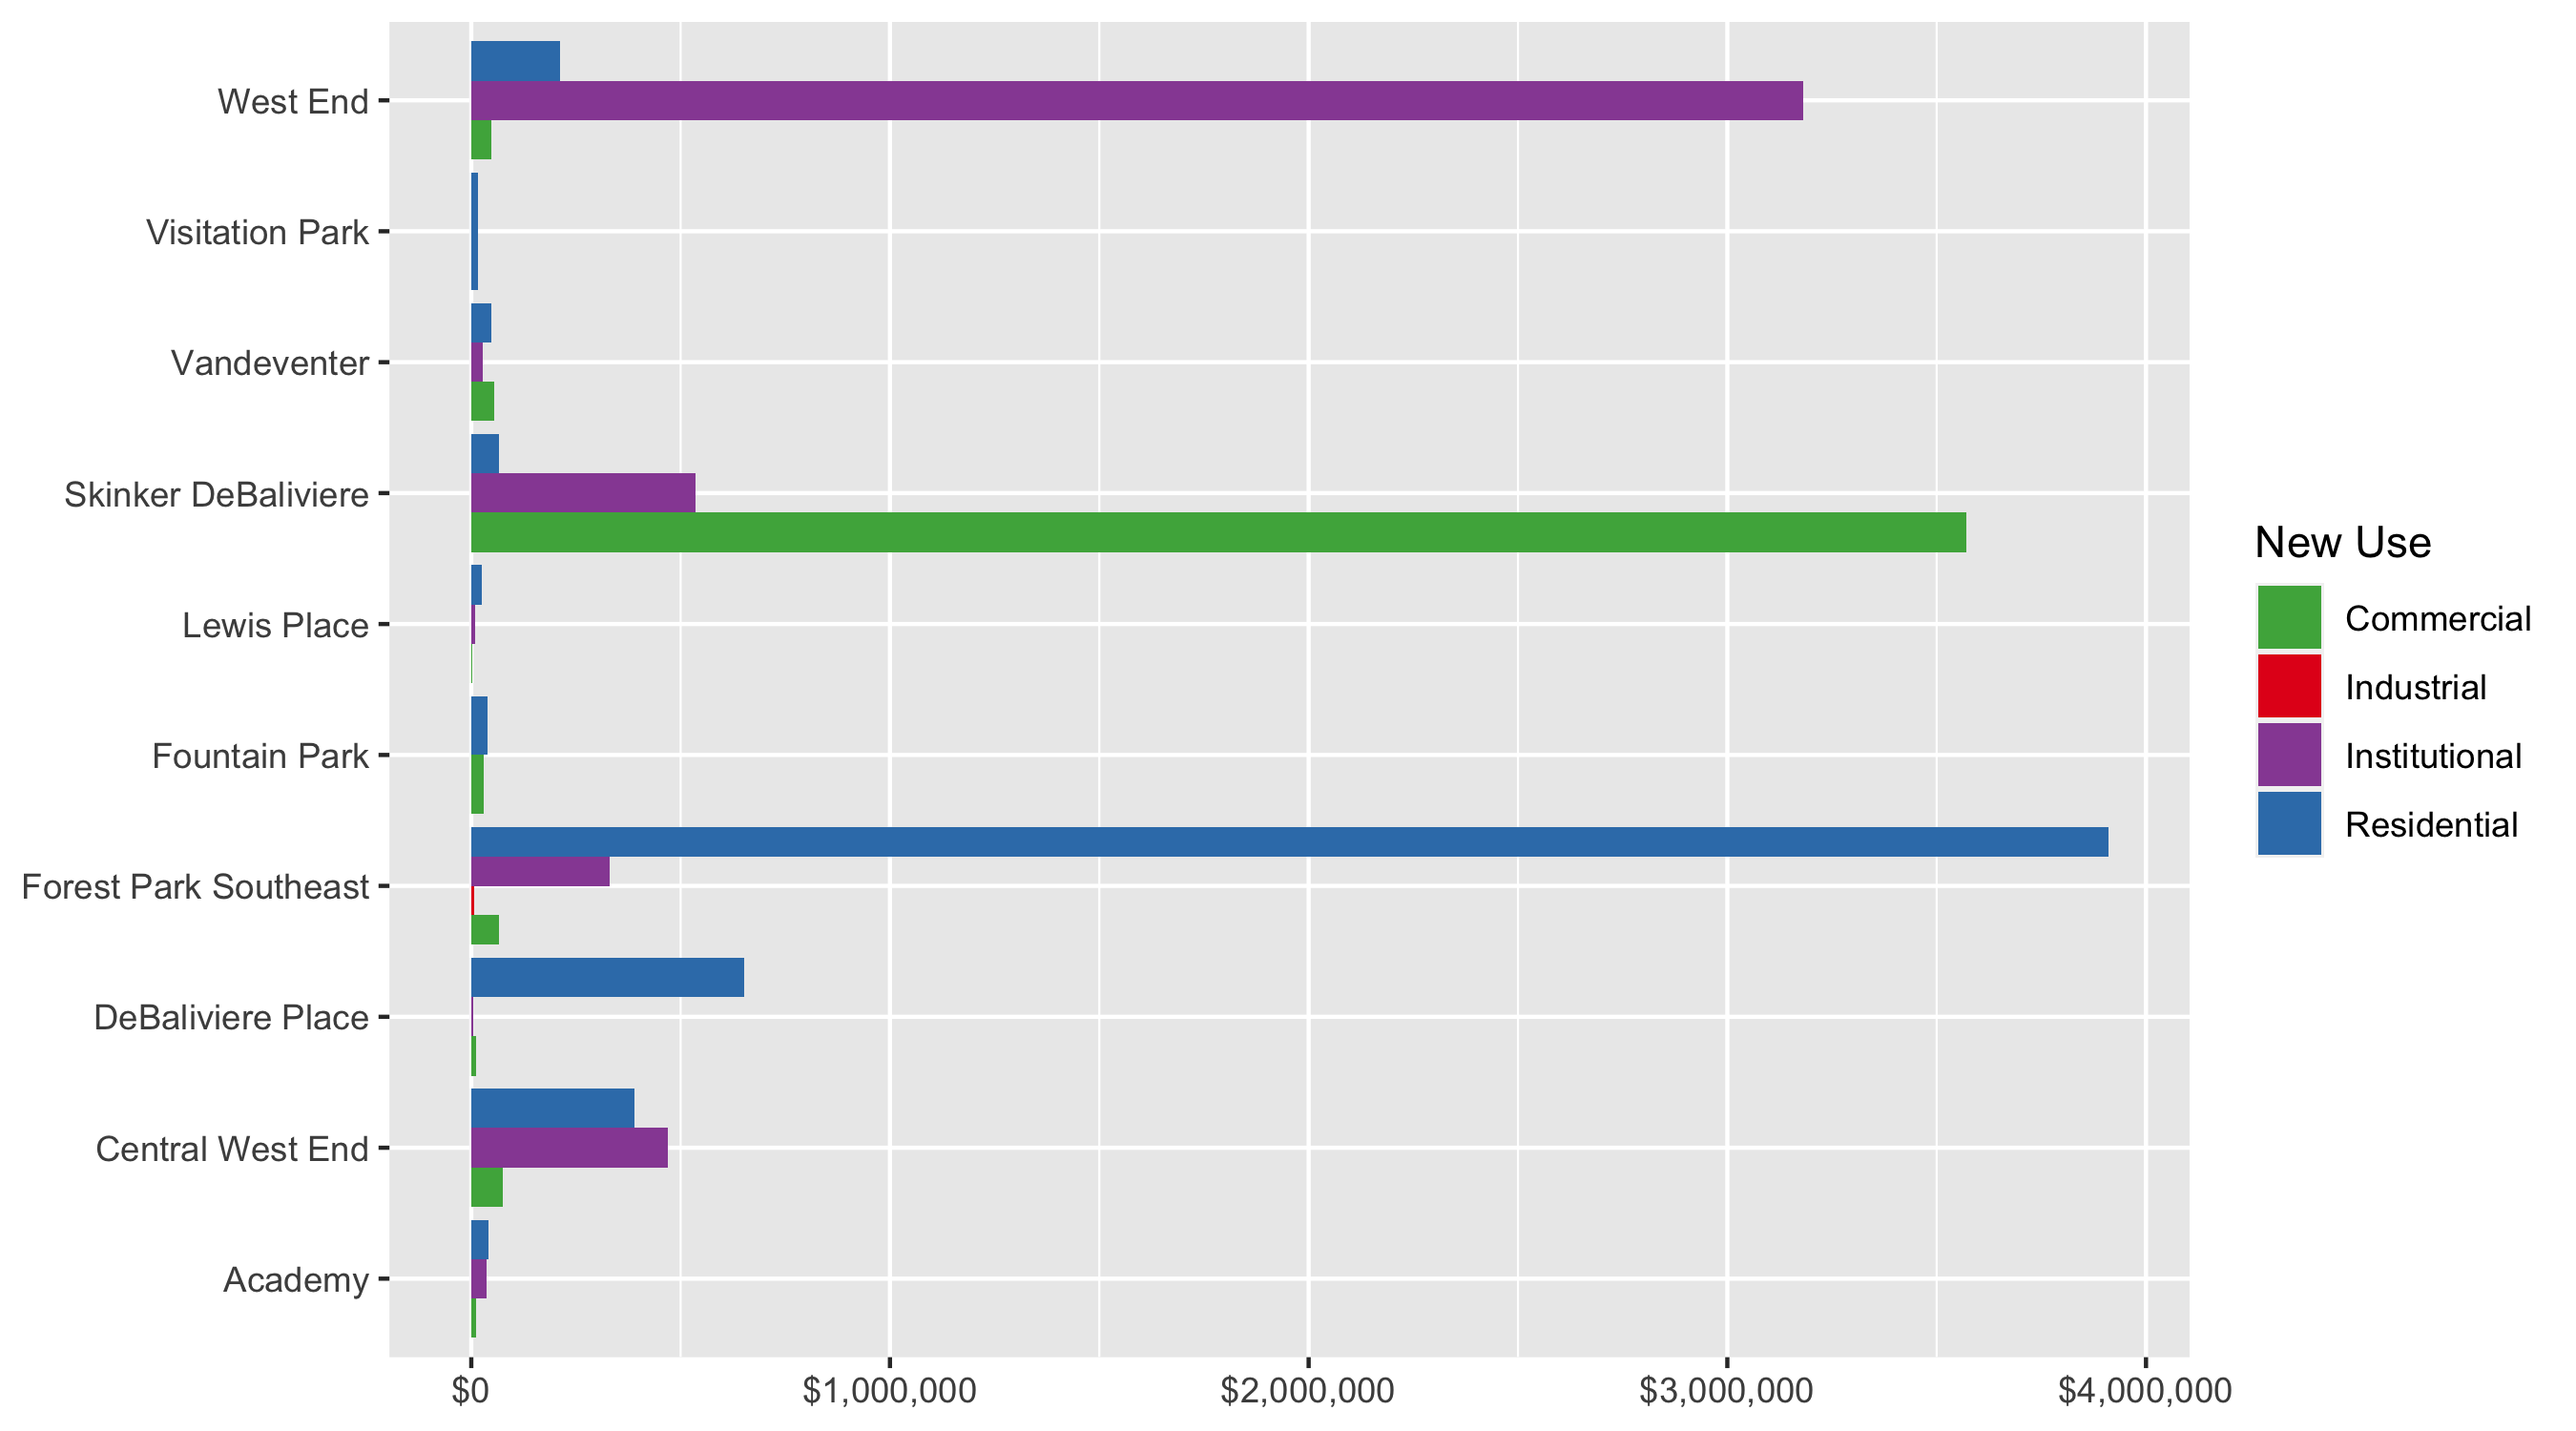 West End
Visitation Park
Vandeventer
Skinker DeBaliviere
Lewis Place
Fountain Park
Forest Park Southeast
DeBaliviere Place
Central West End
Academy
$0 $1,000,000 $2,000,000 $3,000,000 $4,000,000
New Use
Commercial
Industrial
Institutional
Residential